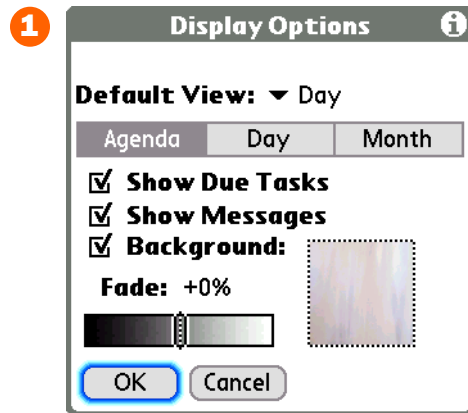 1
Display Options i
Default View: Day
Agenda Day Month
Show Due Tasks
Show Messages
Background:
Fade: +0%
OK Cancel